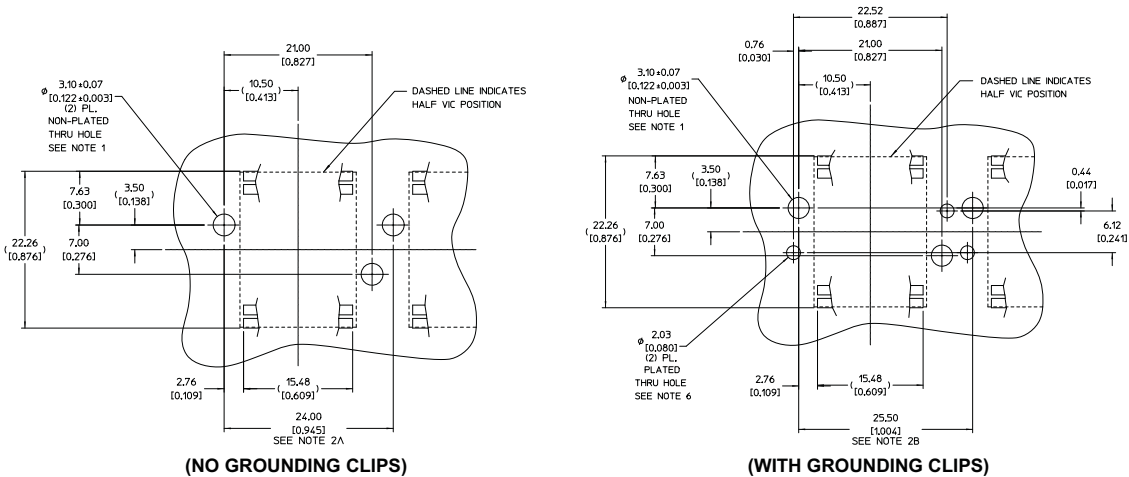 21.00
[0.827]
10.50
[0.413]
Ø 3.10±0.07
[0.122±0.003]
(2) PL.
NON-PLATED
THRU HOLE
SEE NOTE 1
DASHED LINE INDICATES
HALF VIC POSITION
7.63
[0.300]
3.50
[0.138]
22.26
[0.876]
7.00
[0.276]
2.76
[0.109]
15.48
[0.609]
24.00
[0.945]
SEE NOTE 2A
(NO GROUNDING CLIPS)
22.52
[0.887]
0.76
[0.030]
21.00
[0.827]
10.50
[0.413]
Ø 3.10±0.07
[0.122±0.003]
NON-PLATED
THRU HOLE
SEE NOTE 1
DASHED LINE INDICATES
HALF VIC POSITION
7.63
[0.300]
3.50
[0.138]
0.44
[0.017]
22.26
[0.876]
7.00
[0.276]
6.12
[0.241]
Ø 2.03
[0.080]
(2) PL.
PLATED
THRU HOLE
SEE NOTE 6
2.76
[0.109]
15.48
[0.609]
25.50
[1.004]
SEE NOTE 2B
(WITH GROUNDING CLIPS)